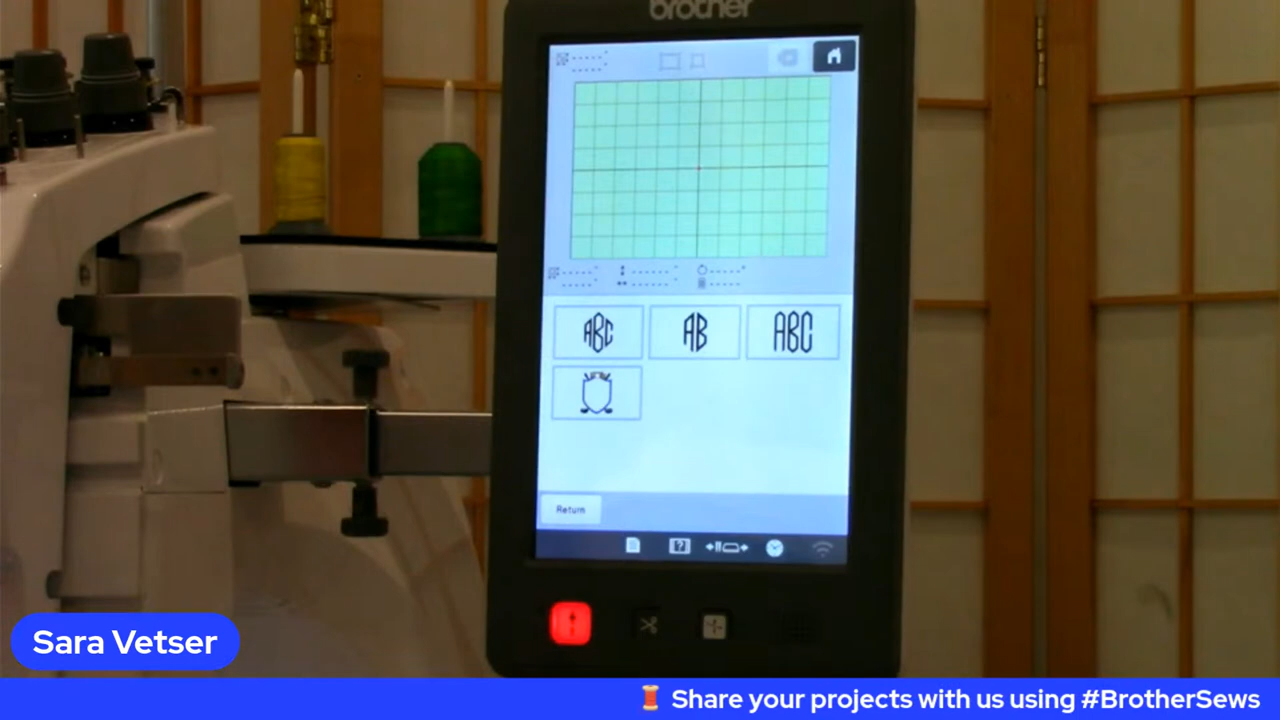 brother
ABC
AB
ABC
Return
?
Sara Vetser
Share your projects with us using #BrotherSews